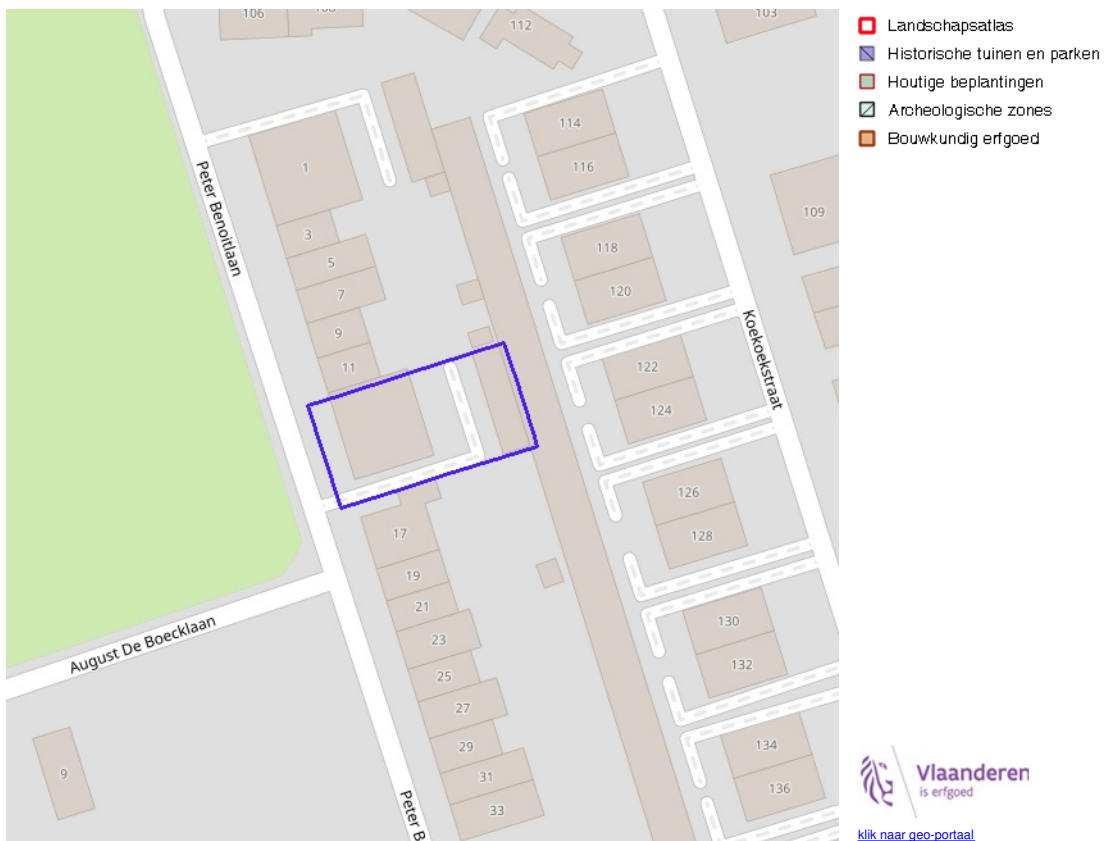 106
108
112
103
114
116
1
3
5
7
9
11
Peter Benoitlaan
118
120
109
122
124
Koekoekstraat
126
128
17
19
21
23
25
27
29
31
33
130
132
134
136
August De Boecklaan
9
Peter B
Landschapsatlas
Historische tuinen en parken
Houtige beplantingen
Archeologische zones
Bouwkundig erfgoed
Vlaanderen
is erfgoed
klik naar geo-portaal